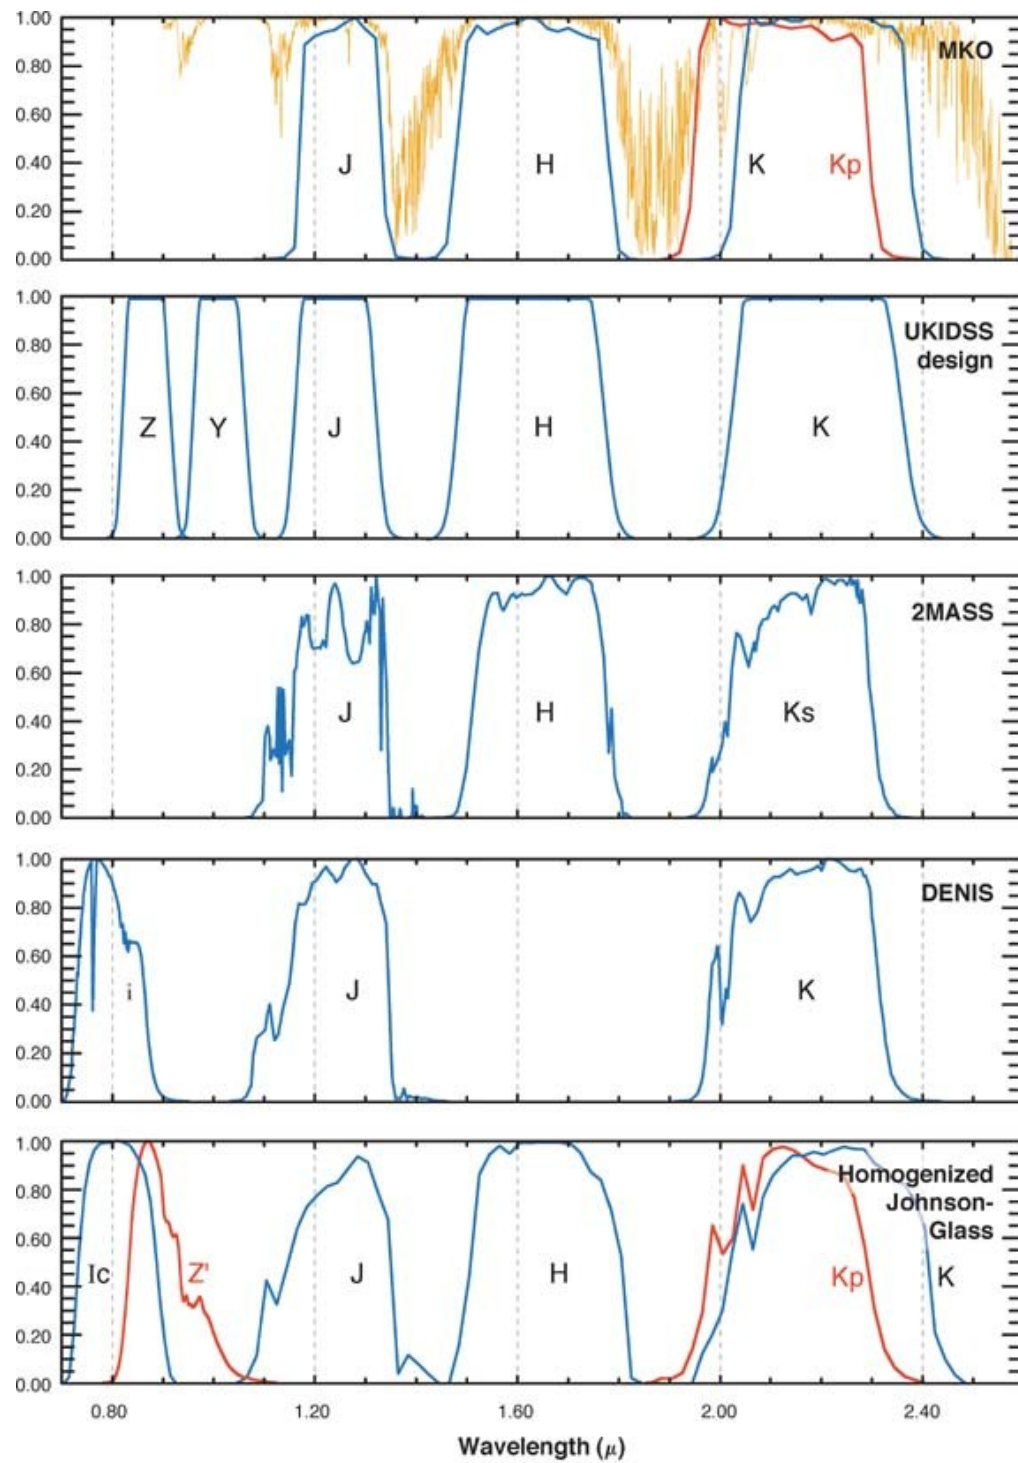 1.00
0.80
0.60
0.40
0.20
0.00
MKO
J
H
K
Kp
1.00
0.80
0.60
0.40
0.20
0.00
UKIDSS
design
Z
Y
J
H
K
1.00
0.80
0.60
0.40
0.20
0.00
2MASS
J
H
Ks
1.00
0.80
0.60
0.40
0.20
0.00
DENIS
i
J
K
1.00
0.80
0.60
0.40
0.20
0.00
Homogenized
Johnson-
Glass
Ic
Z'
J
H
Kp
K
0.80 1.20 1.60 2.00 2.40
Wavelength (μ)